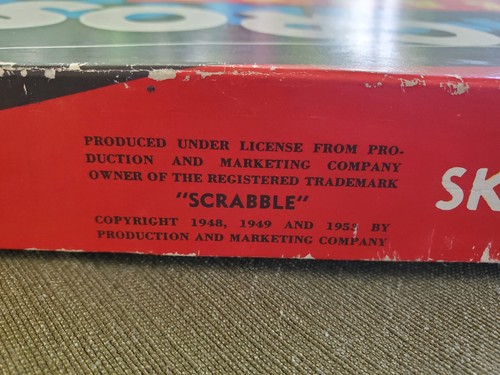 PRODUCED UNDER LICENSE FROM PRO-
DUCTION AND MARKETING COMPANY
OWNER OF THE REGISTERED TRADEMARK
"SCRABBLE"
COPYRIGHT 1948, 1949 AND 1953 BY
PRODUCTION AND MARKETING COMPANY
SK